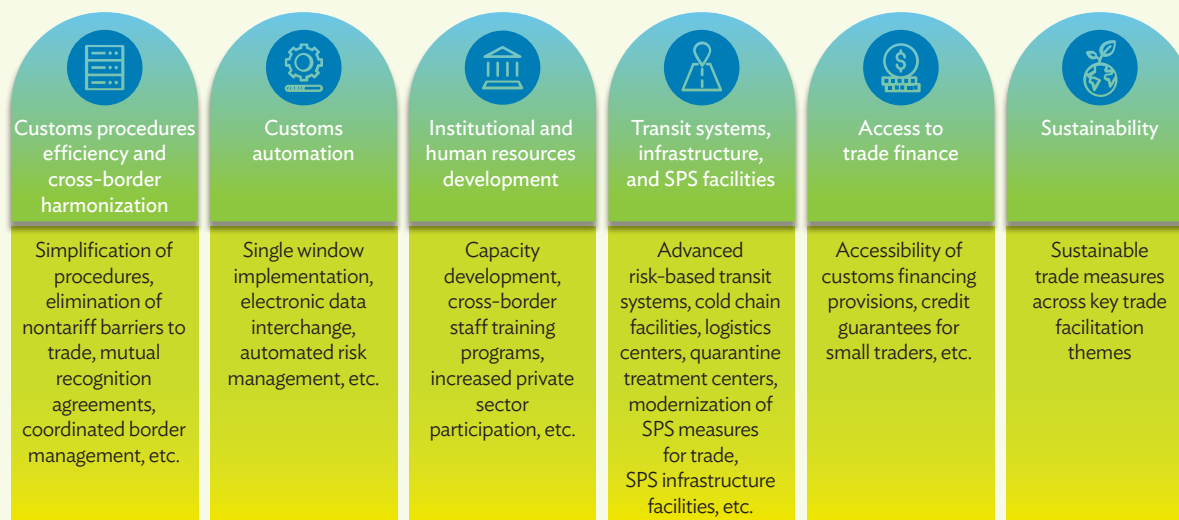 Customs procedures
efficiency and
cross-border
harmonization
Simplification of
procedures,
elimination of
nontariff barriers to
trade, mutual
recognition
agreements,
coordinated border
management, etc.
Customs
automation
Single window
implementation,
electronic data
interchange,
automated risk
management, etc.
Institutional and
human resources
development
Capacity
development,
cross-border
staff training
programs,
increased private
sector
participation, etc.
Transit systems,
infrastructure,
and SPS facilities
Advanced
risk-based transit
systems, cold chain
facilities, logistics
centers, quarantine
treatment centers,
modernization of
SPS measures
for trade,
SPS infrastructure
facilities, etc.
$
Access to
trade finance
Accessibility of
customs financing
provisions, credit
guarantees for
small traders, etc.
Sustainability
Sustainable
trade measures
across key trade
facilitation
themes